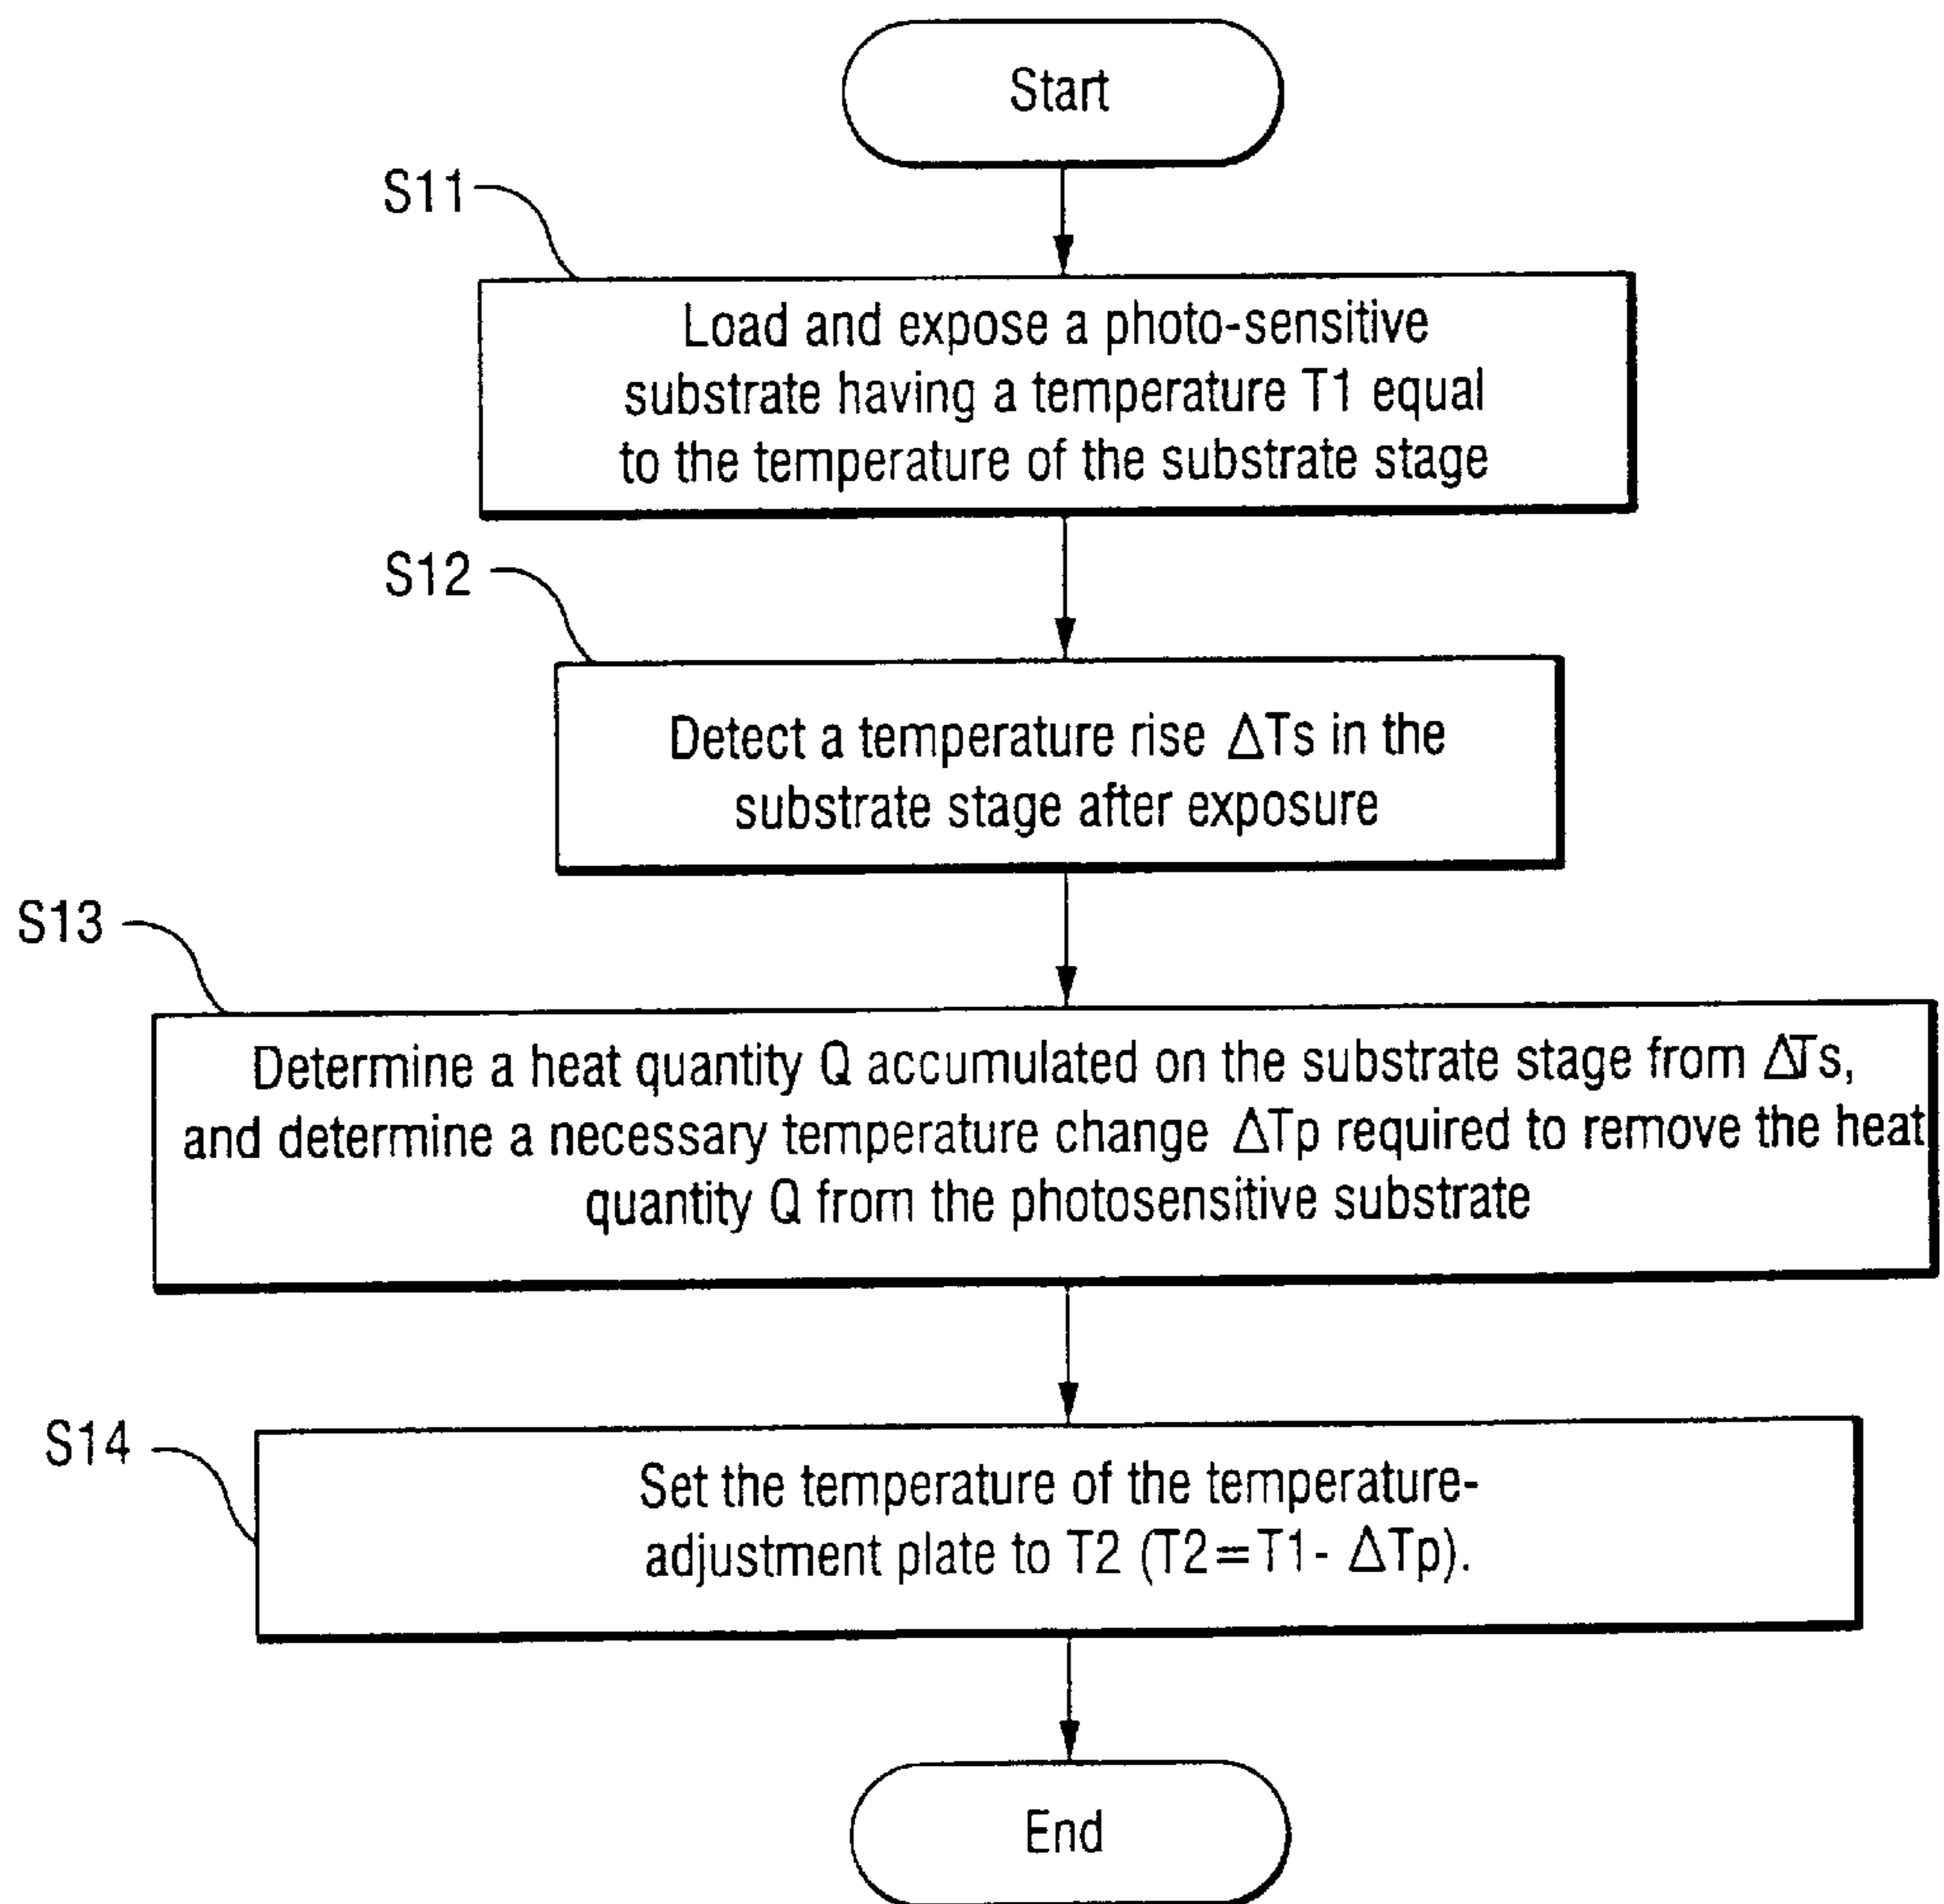 Start
S11
Load and expose a photo-sensitive
substrate having a temperature T1 equal
to the temperature of the substrate stage
S12
Detect a temperature rise ΔTs in the
substrate stage after exposure
S13
Determine a heat quantity Q accumulated on the substrate stage from ΔTs,
and determine a necessary temperature change ΔTp required to remove the heat
quantity Q from the photosensitive substrate
S14
Set the temperature of the temperature-
adjustment plate to T2 (T2=T1- ΔTp).
End